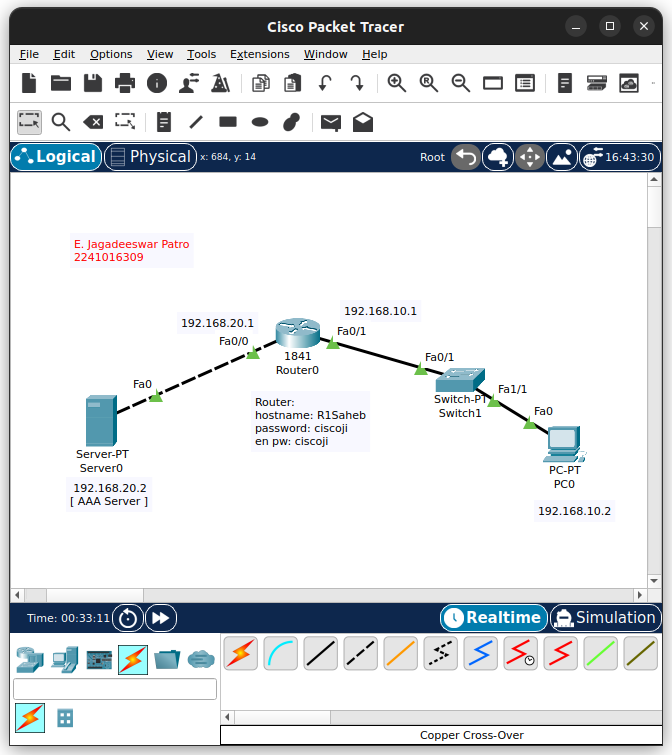 Cisco Packet Tracer
File Edit Options View Tools Extensions Window Help
Logical Physical x: 684, y: 14 Root 16:43:30
E. Jagadeeswar Patro
2241016309
192.168.10.1
192.168.20.1
Fa0/1
Fa0/0
1841
Router0
Fa0/1
Fa0
Fa1/1
Switch-PT
Switch1
Fa0
Router:
hostname: R1Saheb
password: ciscoji
en pw: ciscoji
Server-PT
Server0
PC-PT
PC0
192.168.20.2
[ AAA Server ]
192.168.10.2
Time: 00:33:11 Realtime Simulation
Copper Cross-Over